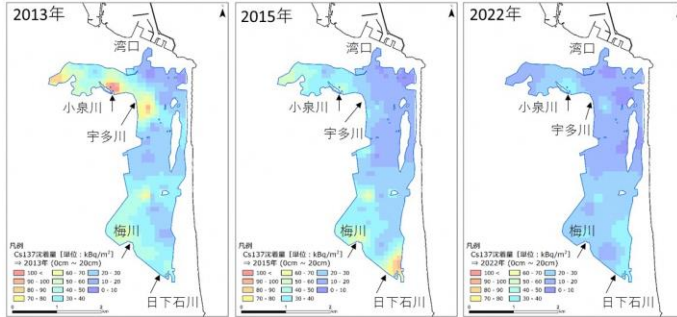 2013年
湾口
小泉川
宇多川
梅川
日下石川
凡例
Cs137沈着量 [単位：kBq/m²]
⇒ 2013年 (0cm ～ 20cm)
100 <
90 - 100
80 - 90
70 - 80
60 - 70
50 - 60
40 - 50
30 - 40
20 - 30
10 - 20
0 - 10
2015年
湾口
小泉川
宇多川
梅川
日下石川
凡例
Cs137沈着量 [単位：kBq/m²]
⇒ 2015年 (0cm ～ 20cm)
100 <
90 - 100
80 - 90
70 - 80
60 - 70
50 - 60
40 - 50
30 - 40
20 - 30
10 - 20
0 - 10
2022年
湾口
小泉川
宇多川
梅川
日下石川
凡例
Cs137沈着量 [単位：kBq/m²]
⇒ 2022年 (0cm ～ 20cm)
100 <
90 - 100
80 - 90
70 - 80
60 - 70
50 - 60
40 - 50
30 - 40
20 - 30
10 - 20
0 - 10